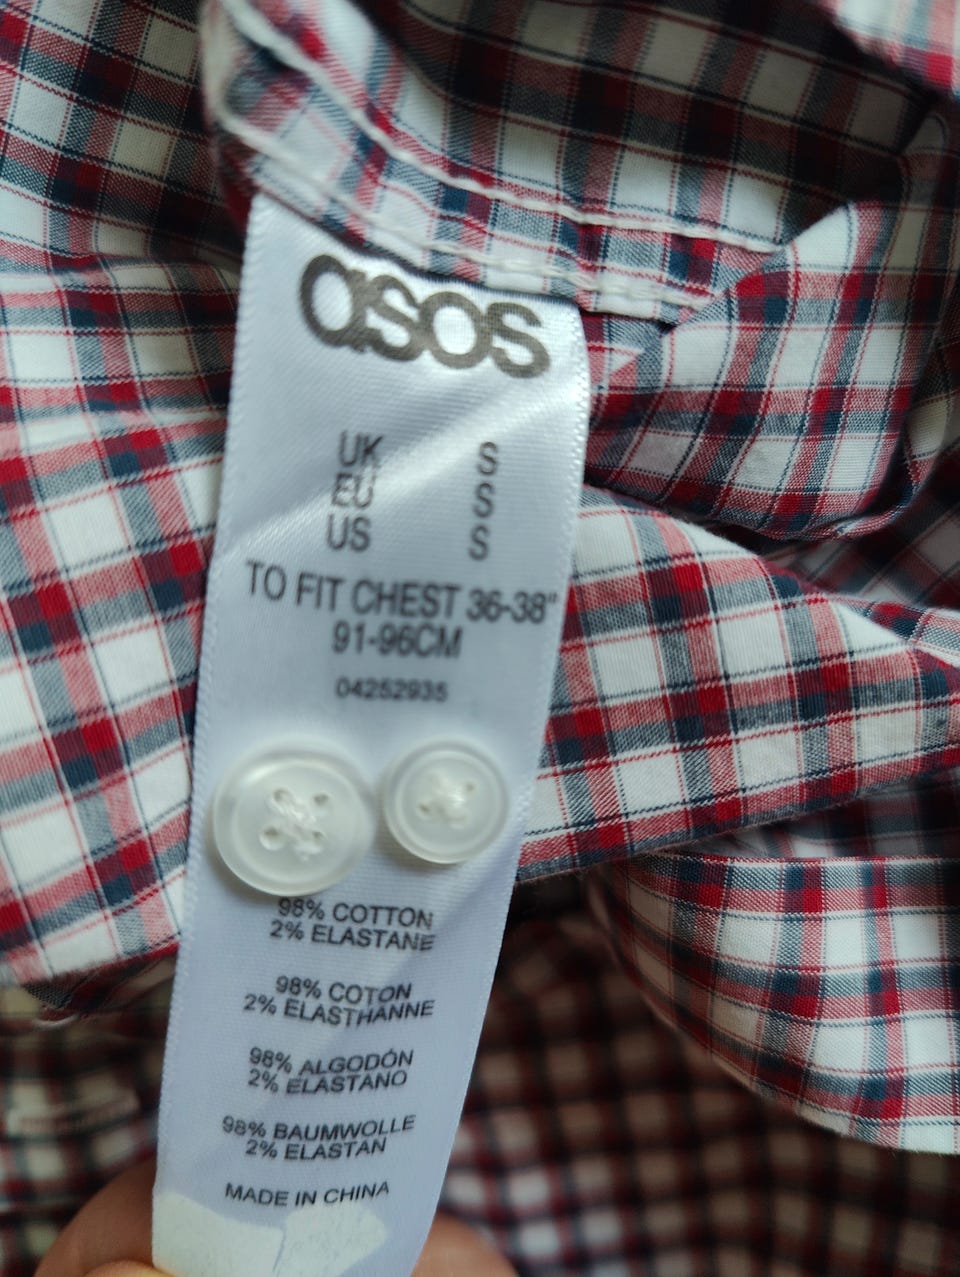 asos
UK S
EU S
US S
TO FIT CHEST 36-38"
91-96CM
04252935
98% COTTON
2% ELASTANE
98% COTON
2% ELASTHANNE
98% ALGODÓN
2% ELASTANO
98% BAUMWOLLE
2% ELASTAN
MADE IN CHINA